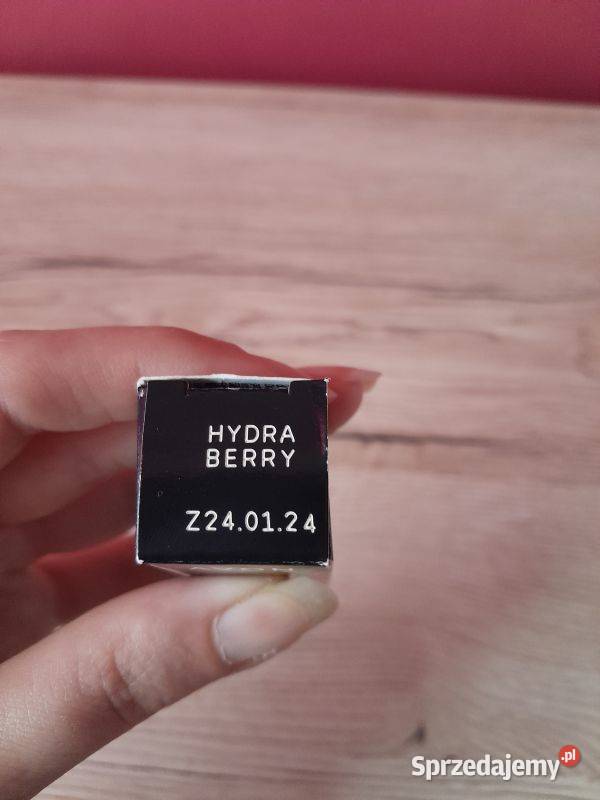 HYDRA
BERRY
Z24.01.24
Sprzedajemy.pl